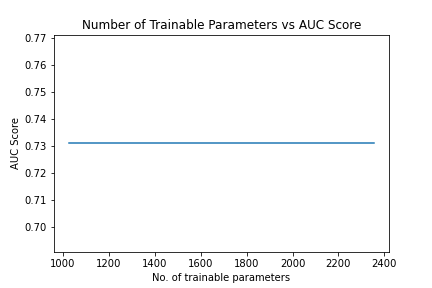 Number of Trainable Parameters vs AUC Score
0.77
0.76
0.75
0.74
0.73
0.72
0.71
0.70
AUC Score
1000 1200 1400 1600 1800 2000 2200 2400
No. of trainable parameters